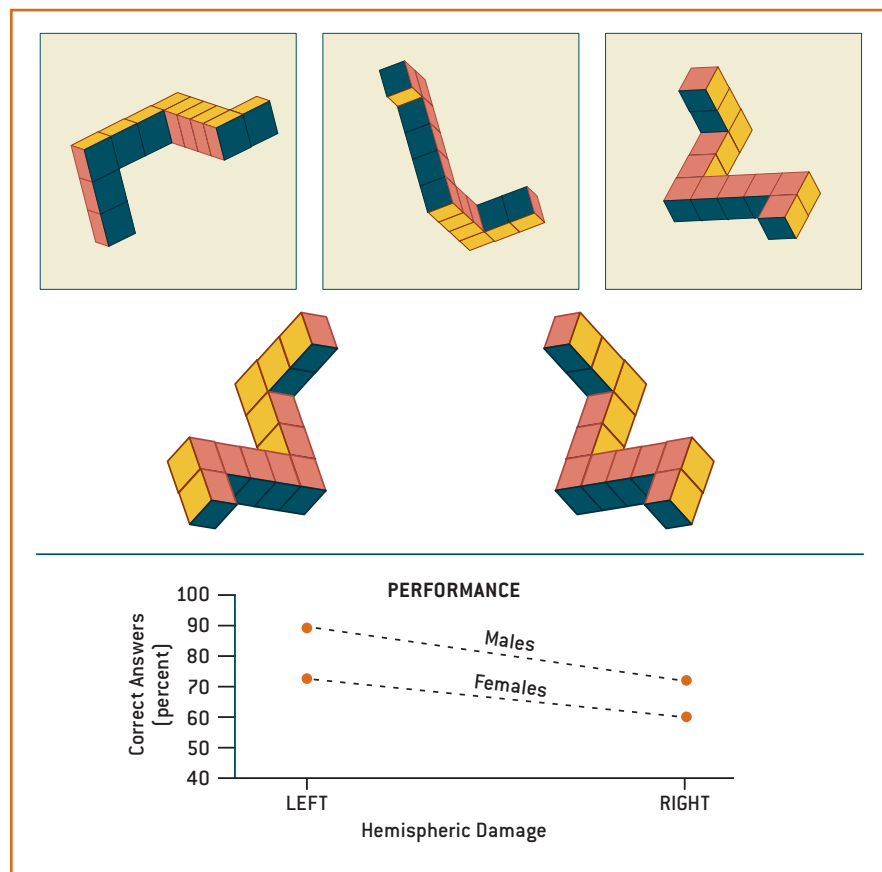 PERFORMANCE
100
90
80
70
60
50
40
Correct Answers
(percent)
Males
Females
LEFT
RIGHT
Hemispheric Damage